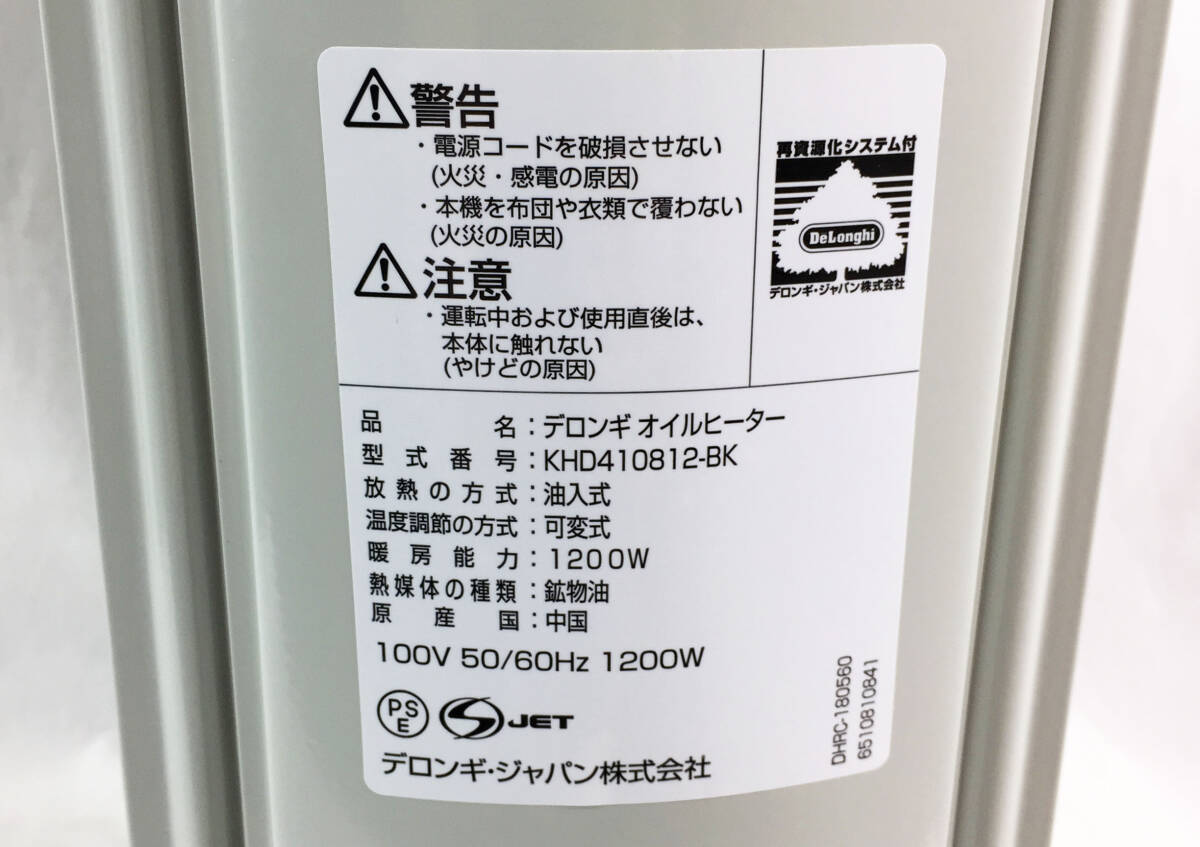 警告
・電源コードを破損させない
(火災・感電の原因)
・本機を布団や衣類で覆わない
(火災の原因)
注意
・運転中および使用直後は、
本体に触れない
(やけどの原因)
再資源化システム付
DeLonghi
デロンギ・ジャパン株式会社
品名：デロンギ オイルヒーター
型式番号：KHD410812-BK
放熱の方式：油入式
温度調節の方式：可変式
暖房能力：1200W
熱媒体の種類：鉱物油
原産国：中国
100V 50/60Hz 1200W
PSE
S JET
デロンギ・ジャパン株式会社
DHRC-180560
6510810841